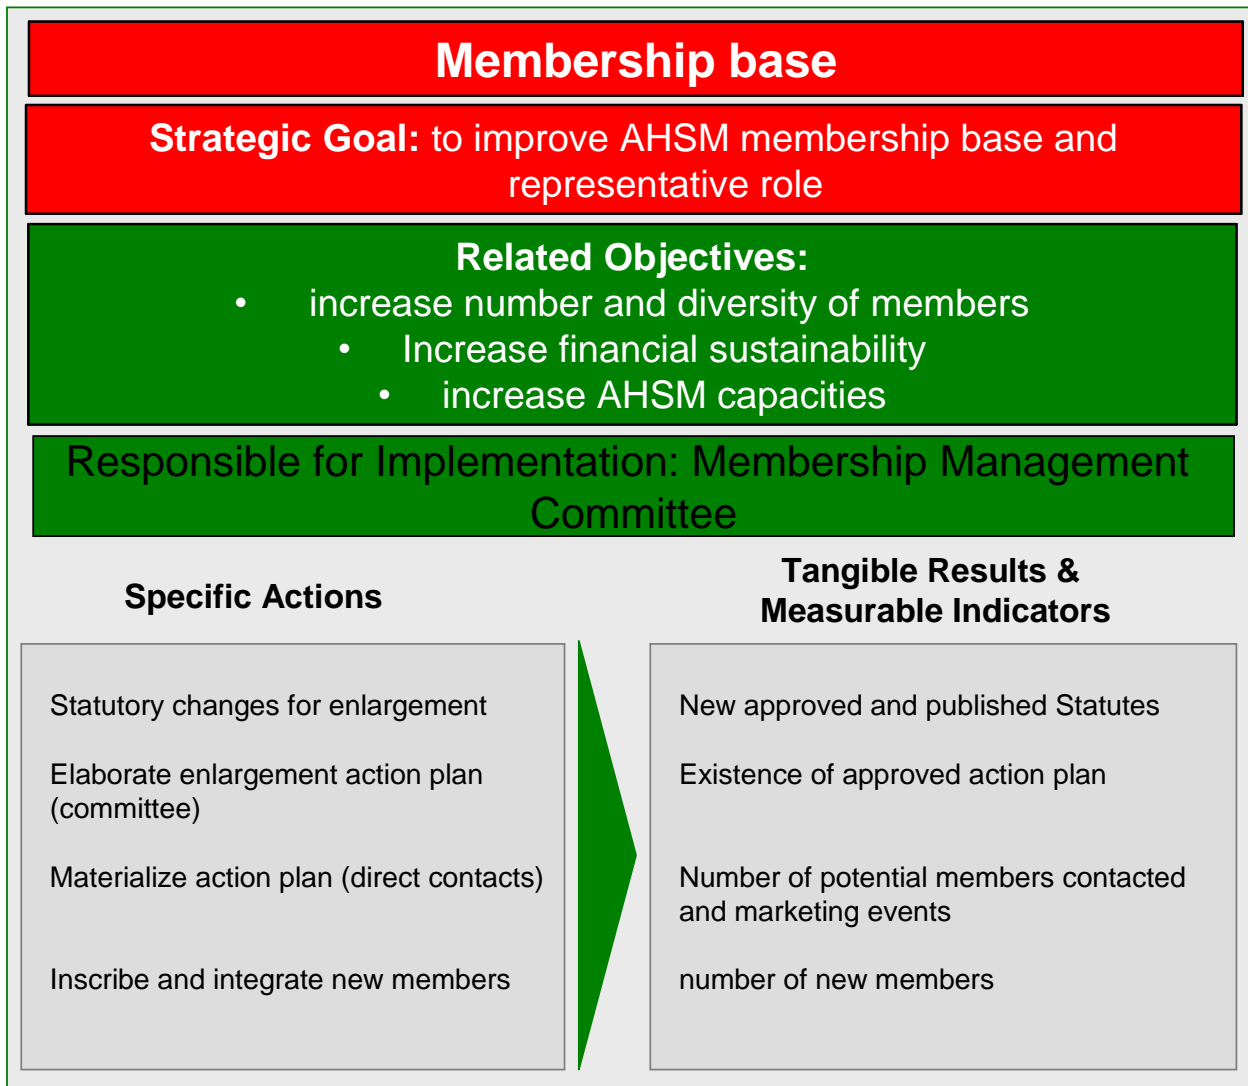 Membership base
Strategic Goal: to improve AHSM membership base and
representative role
Related Objectives:
• increase number and diversity of members
• Increase financial sustainability
• increase AHSM capacities
Responsible for Implementation: Membership Management
Committee
Specific Actions
Tangible Results &
Measurable Indicators
Statutory changes for enlargement
Elaborate enlargement action plan
(committee)
Materialize action plan (direct contacts)
Inscribe and integrate new members
New approved and published Statutes
Existence of approved action plan
Number of potential members contacted
and marketing events
number of new members